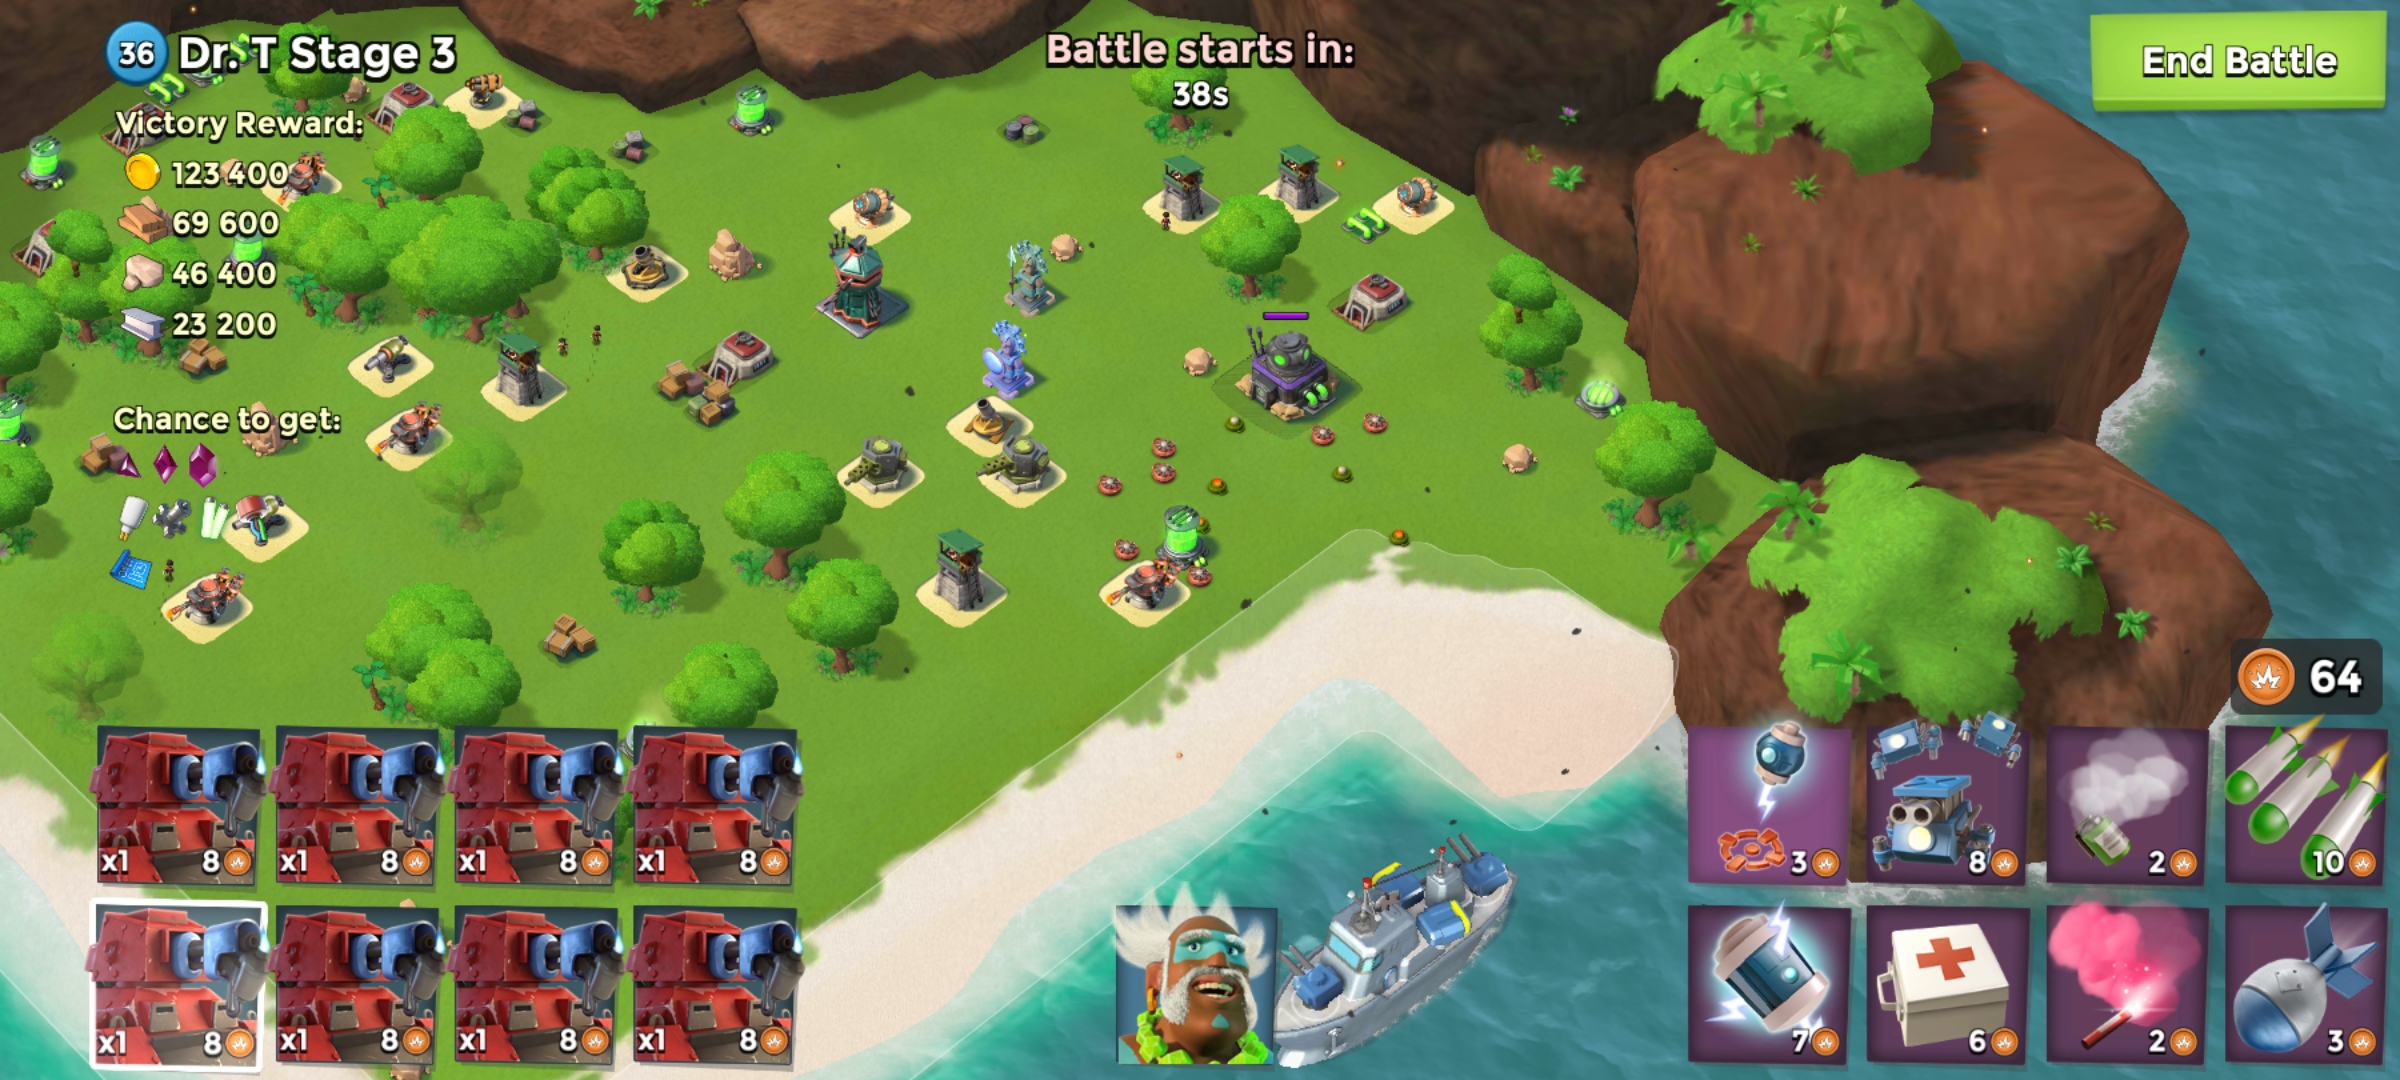 36 Dr. T Stage 3
Battle starts in:
38s
End Battle
Victory Reward:
123 400
69 600
46 400
23 200
Chance to get:
64
x1 8 x1 8 x1 8 x1 8
3 8 2 10
x1 8 x1 8 x1 8 x1 8
7 6 2 3